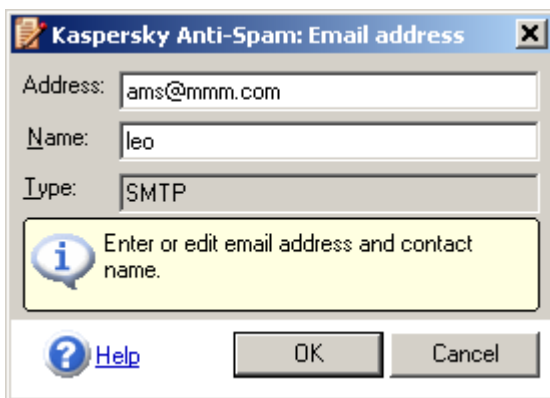 Kaspersky Anti-Spam: Email address
Address: ams@mmm.com
Name: leo
Type: SMTP
Enter or edit email address and contact
name.
Help OK Cancel